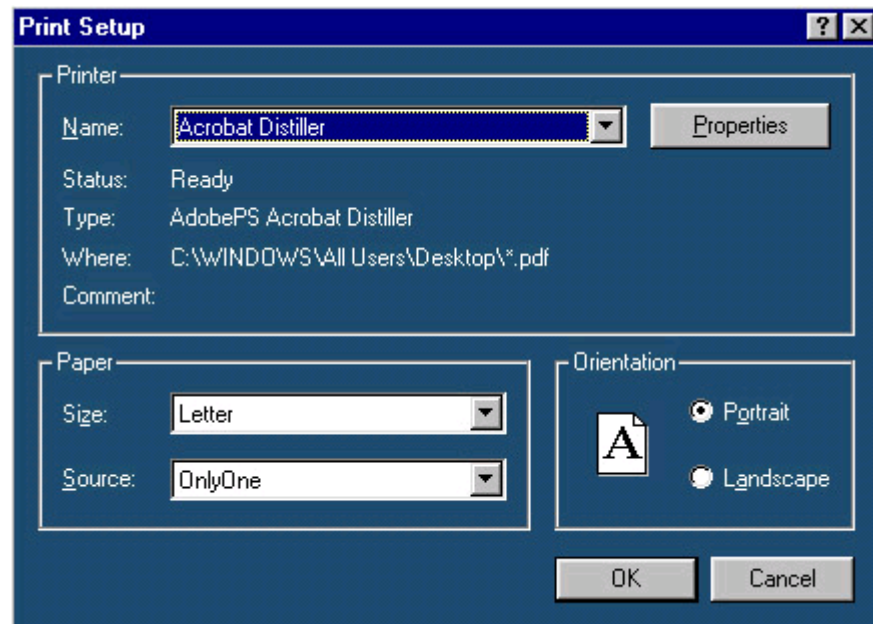 Print Setup
Printer
Name: Acrobat Distiller Properties
Status: Ready
Type: AdobePS Acrobat Distiller
Where: C:\WINDOWS\All Users\Desktop\*.pdf
Comment:
Paper
Size: Letter
Source: OnlyOne
Orientation
A
Portrait
Landscape
OK Cancel